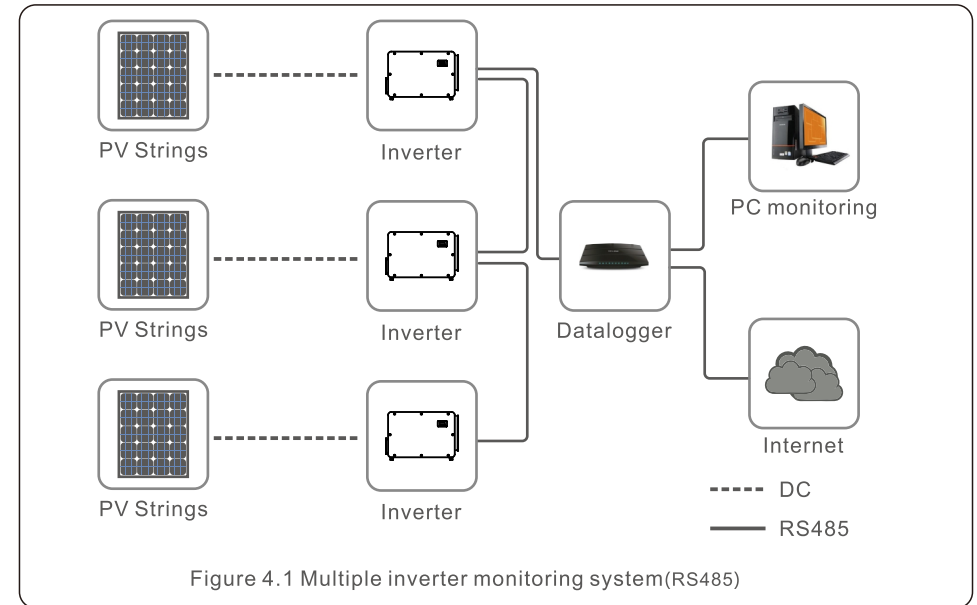 PV Strings
Inverter
PC monitoring
PV Strings
Inverter
Datalogger
Internet
PV Strings
Inverter
DC
RS485
Figure 4.1 Multiple inverter monitoring system(RS485)